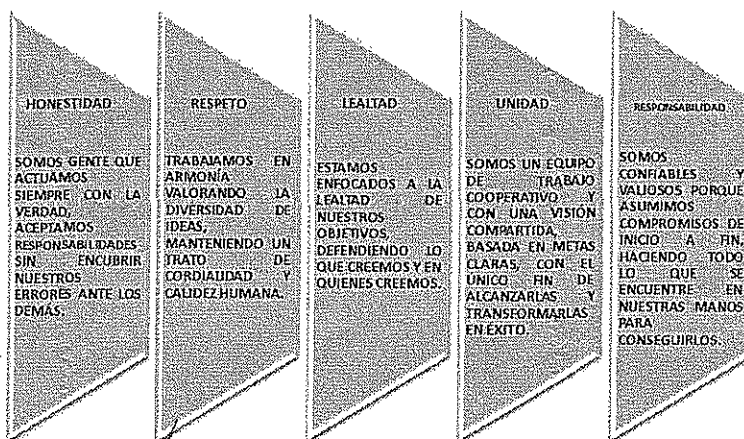 HONESTIDAD
SOMOS GENTE QUE
ACTUAMOS
SIEMPRE CON LA
VERDAD,
ACEPTAMOS
RESPONSABILIDADES
SIN ENCUBRIR
NUESTROS
ERRORES ANTE LOS
DEMÁS.
RESPETO
TRABAJAMOS EN
ARMONÍA
VALORANDO LA
DIVERSIDAD DE
IDEAS,
MANTENIENDO UN
TRATO DE
CORDIALIDAD Y
CALIDEZ HUMANA.
LEALTAD
ESTAMOS
ENFOCADOS A LA
LEALTAD DE
NUESTROS
OBJETIVOS,
DEFENDIENDO LO
QUE CREEMOS Y EN
QUIENES CREEMOS.
UNIDAD
SOMOS UN EQUIPO
DE TRABAJO
COOPERATIVO Y
CON UNA VISIÓN
COMPARTIDA,
BASADA EN METAS
CLARAS, CON EL
ÚNICO FIN DE
ALCANZARLAS Y
TRANSFORMARLAS
EN ÉXITO.
RESPONSABILIDAD
SOMOS
CONFIABLES Y
VALIOSOS PORQUE
ASUMIMOS
COMPROMISOS DE
INICIO A FIN,
HACIENDO TODO
LO QUE SE
ENCUENTRE EN
NUESTRAS MANOS
PARA
CONSEGUIRLOS.